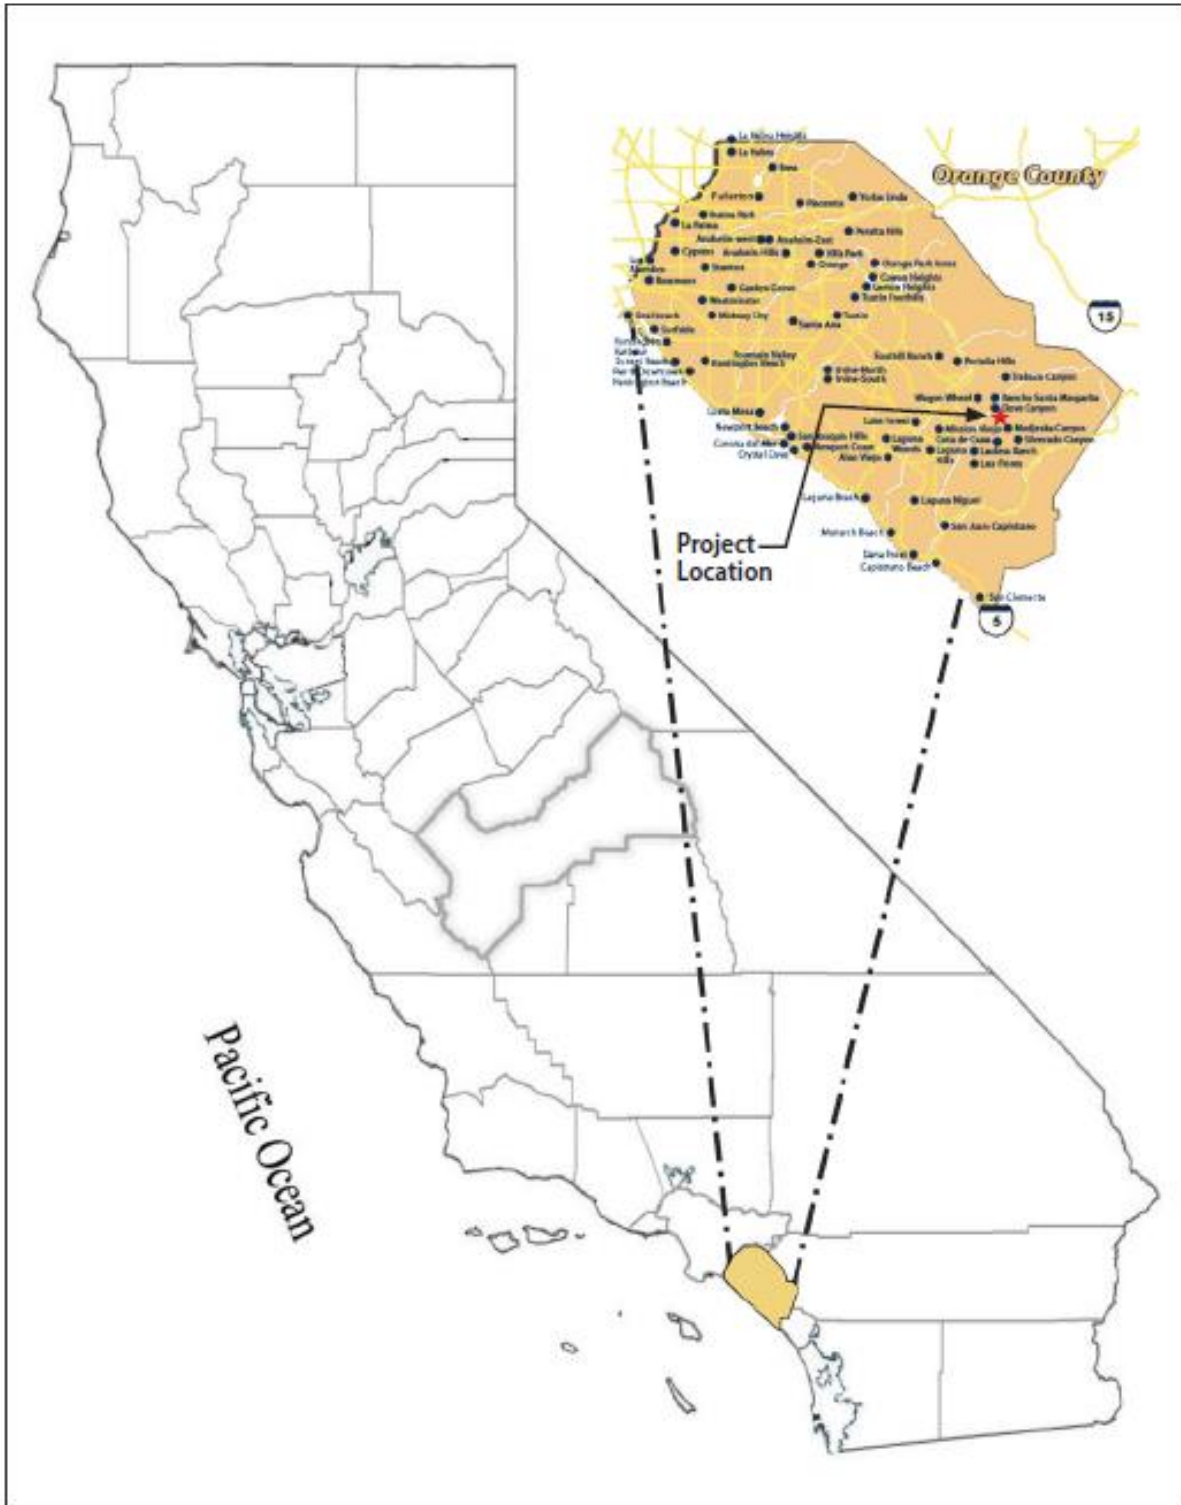 La Habra Heights
La Habra
Brea
Orange County
Fullerton
Placentia
Yorba Linda
Buena Park
La Palma
Peralta Hills
Anaheim-west
Anaheim-East
Cypress
Anaheim Hills
Villa Park
Los
Alamitos
Stanton
Orange
Orange Park Acres
Rossmoor
Cowan Heights
Garden Grove
Lemon Heights
Tustin Foothills
Westminster
15
Midway City
Santa Ana
Tustin
Sunfside
Fountain Valley
Huntington Beach
Foothill Ranch
Portola Hills
Irvine-North
Irvine-South
Trabuco Canyon
Wagon Wheel
Rancho Santa Margarita
Dove Canyon
Costa Mesa
Lake Forest
Newport Beach
Mission Viejo
Modjeska Canyon
San Joaquin Hills
Laguna
Woods
Coto de Caza
Silverado Canyon
Corona del Mar
Newport Coast
Laguna
Hills
Ladera Ranch
Crystal Cove
Aliso Viejo
Las Flores
Laguna Beach
Laguna Niguel
Monarch Beach
San Juan Capistrano
Project
Location
Dana Point
Capistrano Beach
San Clemente
5
Pacific Ocean